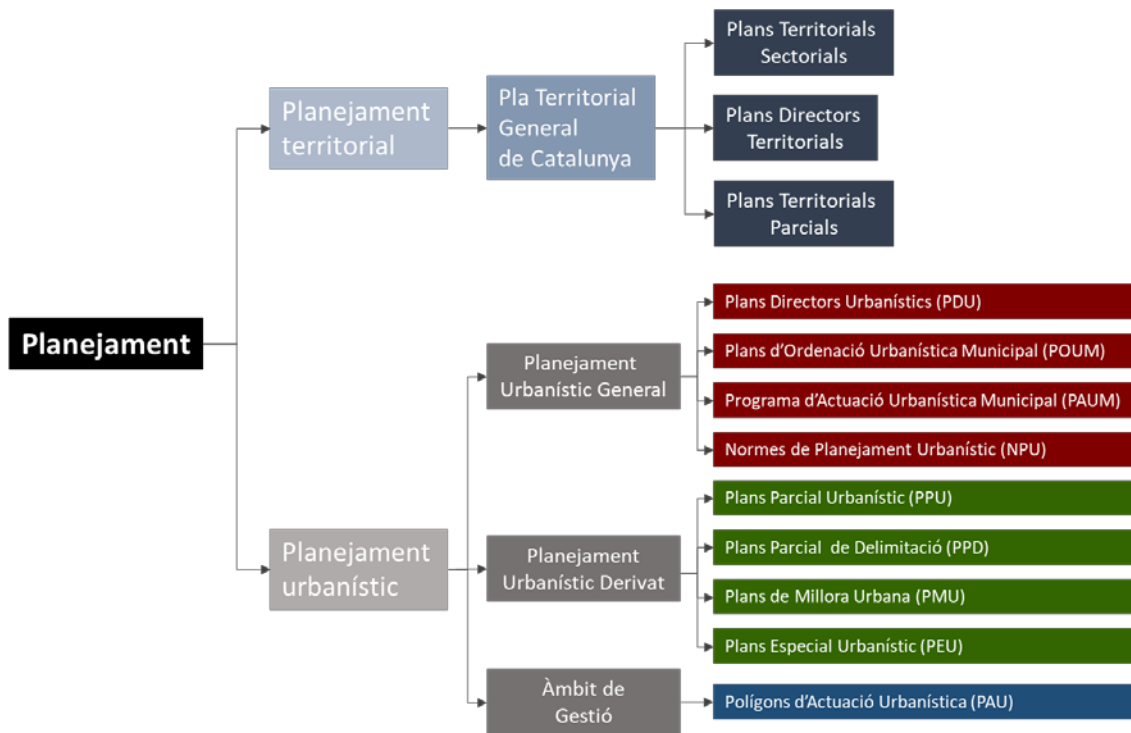 Planejament
Planejament
territorial
Pla Territorial
General
de Catalunya
Plans Territorials
Sectorials
Plans Directors
Territorials
Plans Territorials
Parcials
Planejament
urbanístic
Planejament
Urbanístic General
Plans Directors Urbanístics (PDU)
Plans d’Ordenació Urbanística Municipal (POUM)
Programa d’Actuació Urbanística Municipal (PAUM)
Normes de Planejament Urbanístic (NPU)
Planejament
Urbanístic Derivat
Plans Parcial Urbanístic (PPU)
Plans Parcial de Delimitació (PPD)
Plans de Millora Urbana (PMU)
Plans Especial Urbanístic (PEU)
Àmbit de
Gestió
Polígons d’Actuació Urbanística (PAU)